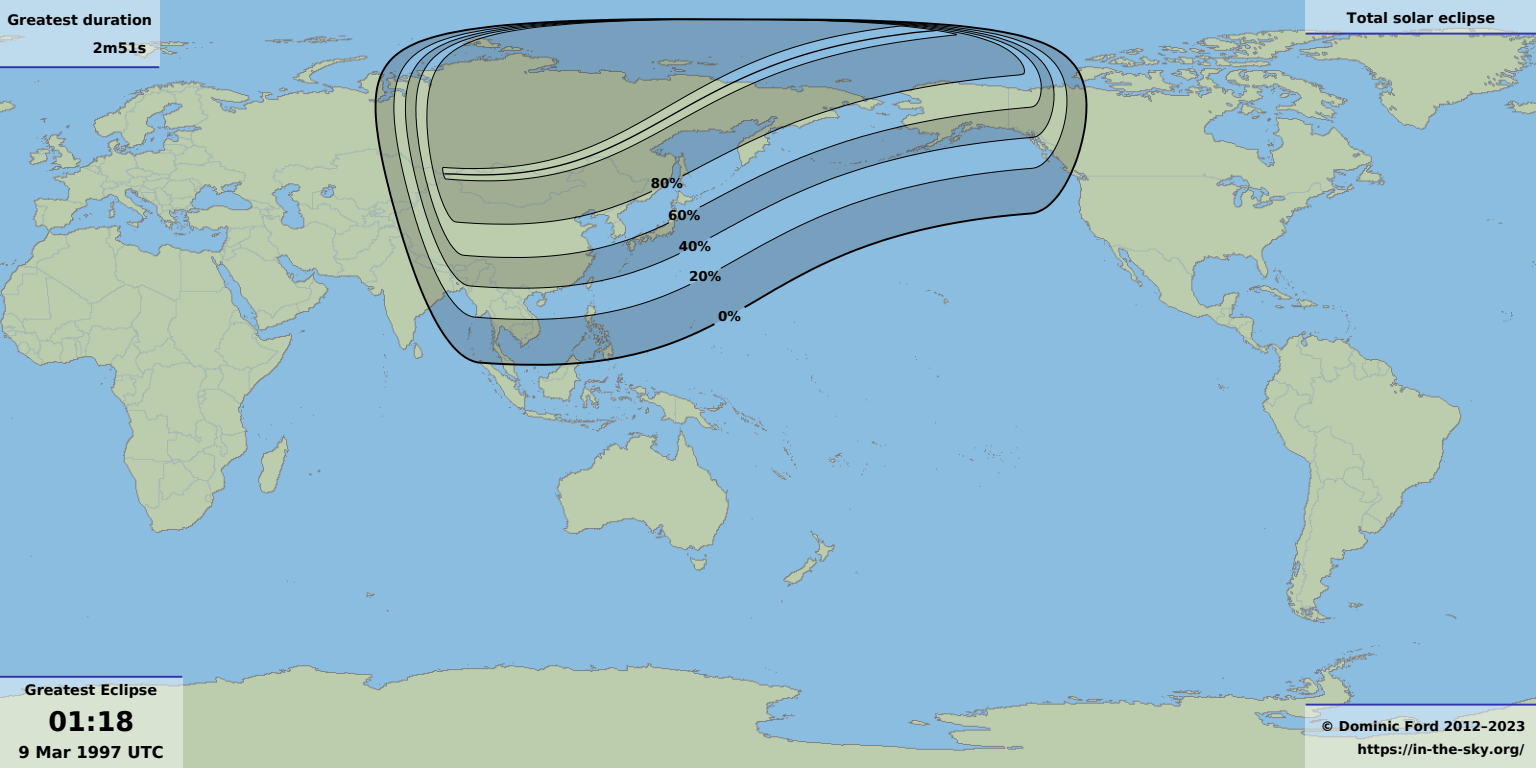 Greatest duration
2m51s
Total solar eclipse
80%
60%
40%
20%
0%
Greatest Eclipse
01:18
9 Mar 1997 UTC
© Dominic Ford 2012–2023
https://in-the-sky.org/